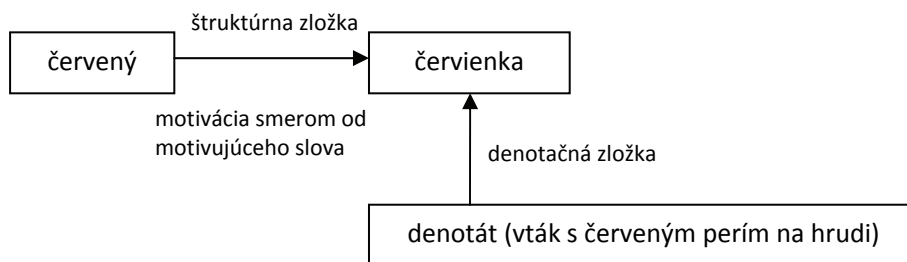 štruktúrna zložka
červený
červienka
motivácia smerom od
motivujúceho slova
denotačná zložka
denotát (vták s červeným perím na hrudi)